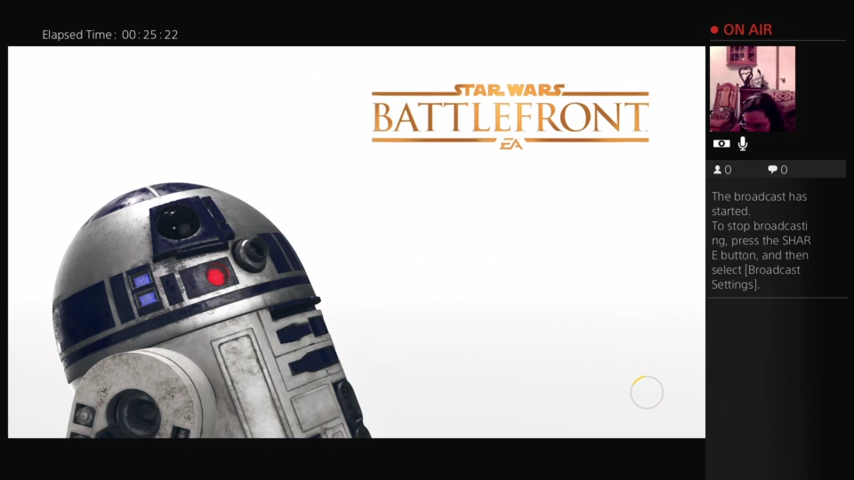 Elapsed Time: 00:25:22
ON AIR
STAR WARS
BATTLEFRONT
EA
0 0
The broadcast has
started.
To stop broadcasti
ng, press the SHAR
E button, and then
select [Broadcast
Settings].